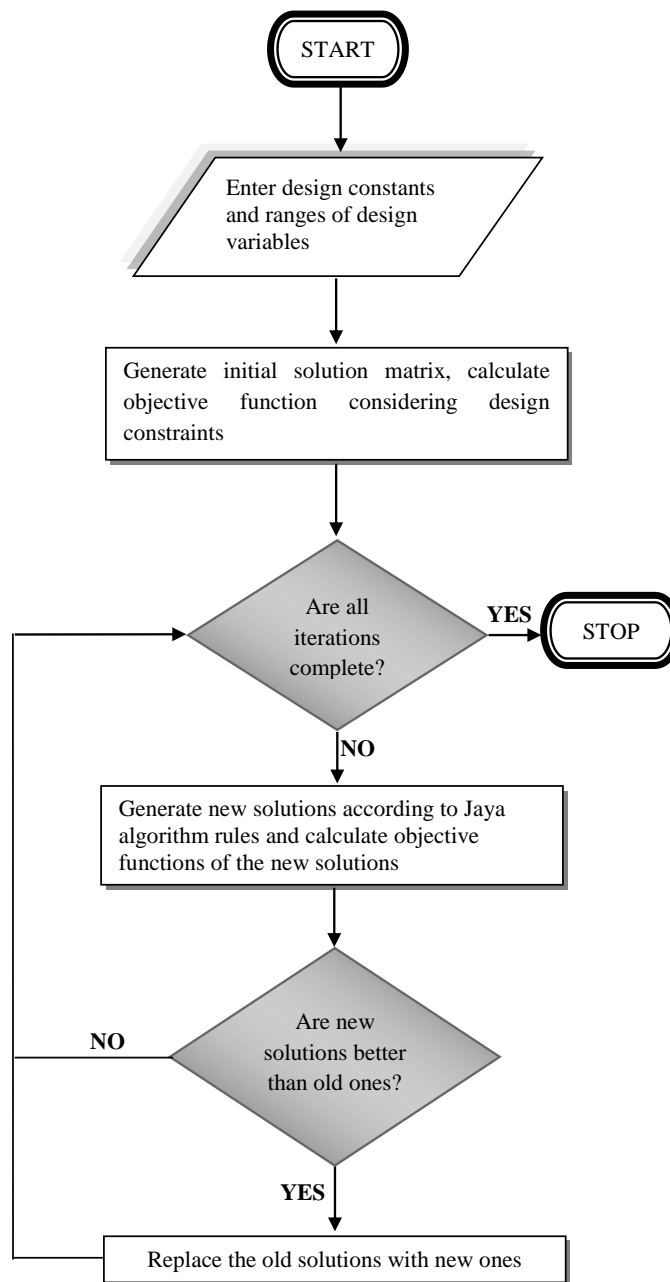 START
Enter design constants
and ranges of design
variables
Generate initial solution matrix, calculate
objective function considering design
constraints
Are all
iterations
complete?
YES
STOP
NO
Generate new solutions according to Jaya
algorithm rules and calculate objective
functions of the new solutions
Are new
solutions better
than old ones?
NO
YES
Replace the old solutions with new ones